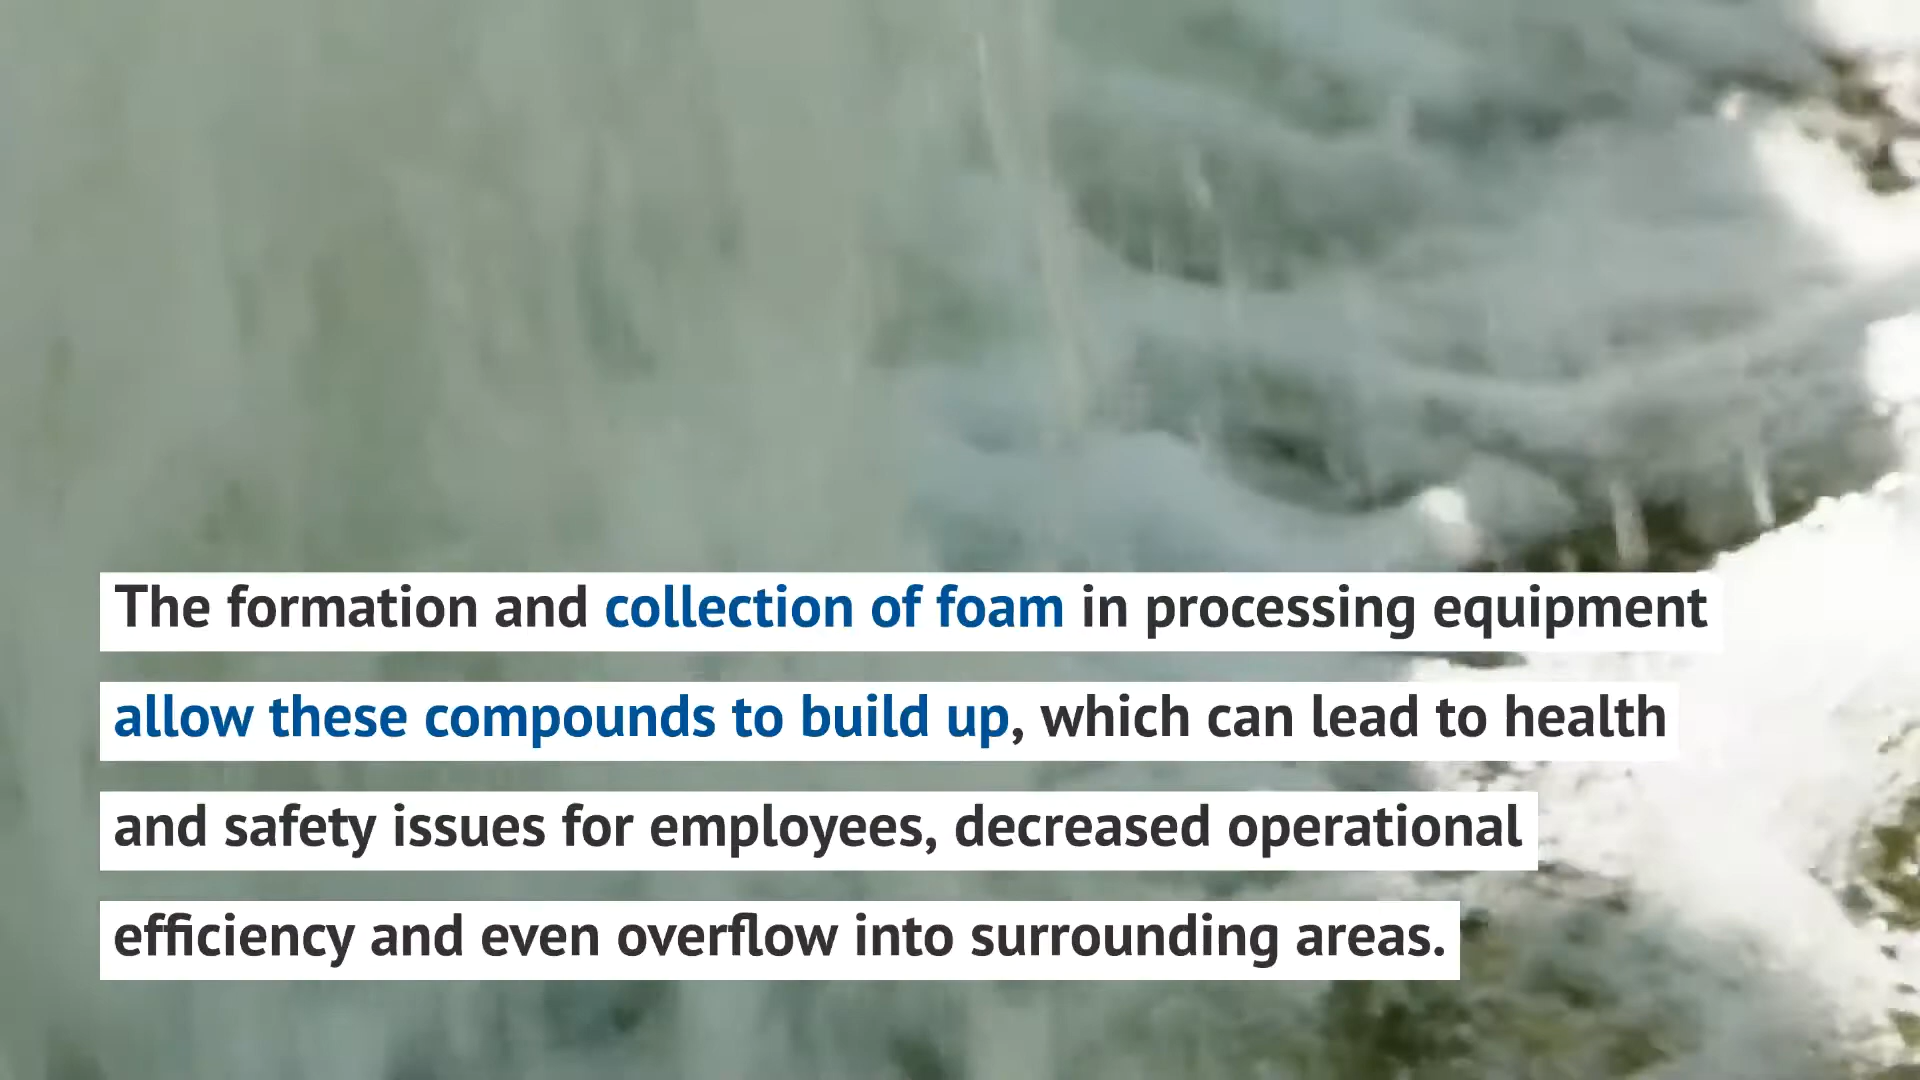 The formation and collection of foam in processing equipment
allow these compounds to build up, which can lead to health
and safety issues for employees, decreased operational
efficiency and even overflow into surrounding areas.